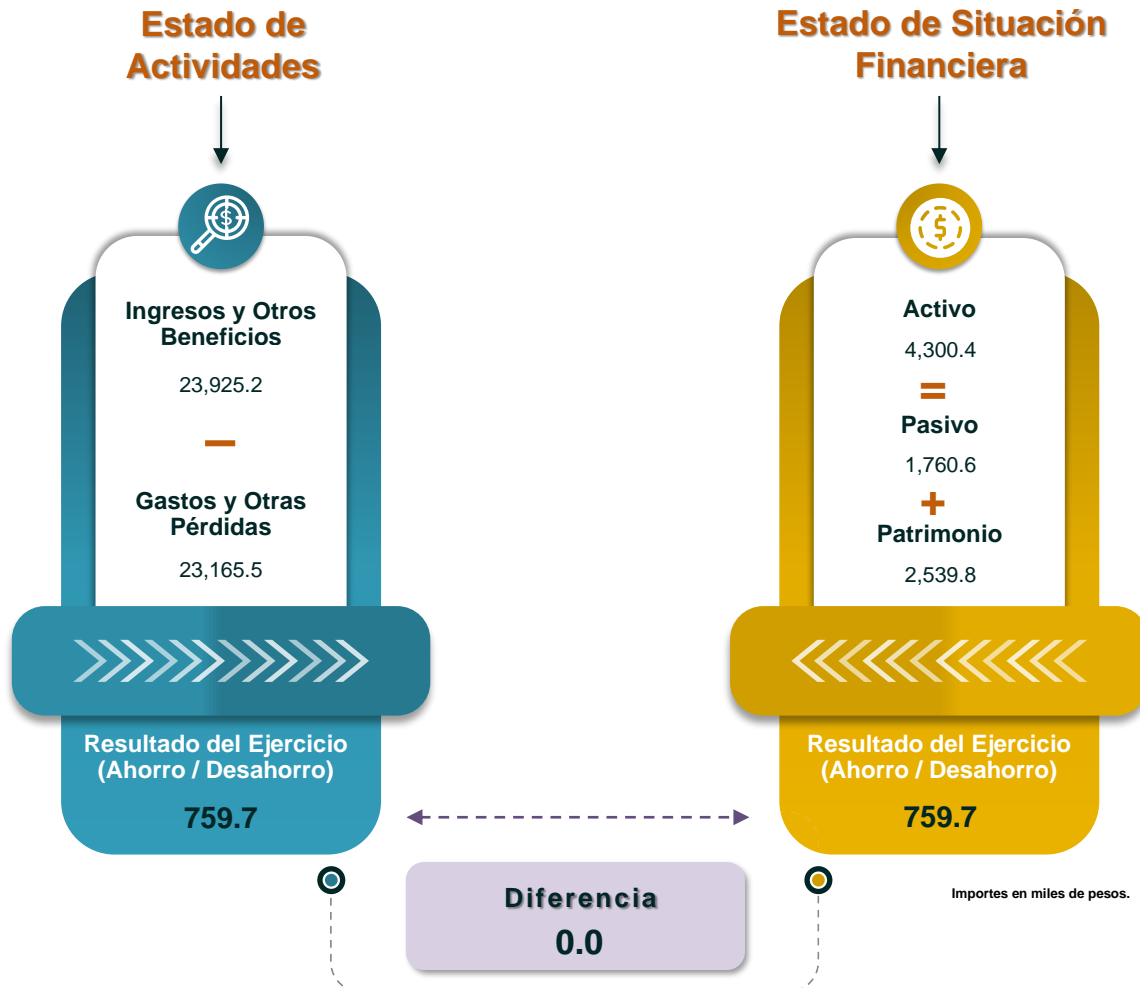 Estado de
Actividades
Ingresos y Otros
Beneficios
23,925.2
−
Gastos y Otras
Pérdidas
23,165.5
Resultado del Ejercicio
(Ahorro / Desahorro)
759.7
Estado de Situación
Financiera
Activo
4,300.4
=
Pasivo
1,760.6
+
Patrimonio
2,539.8
Resultado del Ejercicio
(Ahorro / Desahorro)
759.7
Diferencia
0.0
Importes en miles de pesos.